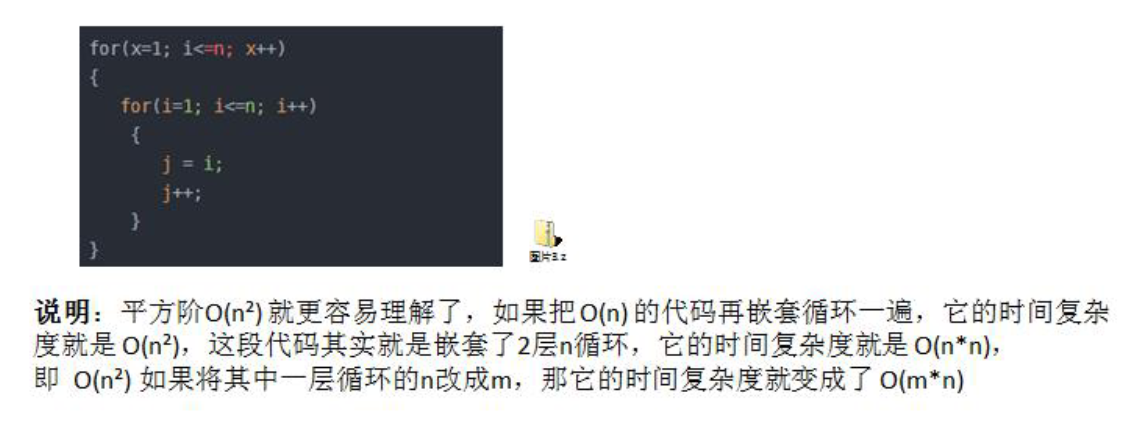 for(x=1; i<=n; x++)
{
for(i=1; i<=n; i++)
{
j = i;
j++;
}
}
图片3.z
说明：平方阶O(n²)就更容易理解了，如果把O(n)的代码再嵌套循环一遍，它的时间复杂
度就是 O(n²)，这段代码其实就是嵌套了2层n循环，它的时间复杂度就是 O(n*n)，
即 O(n²) 如果将其中一层循环的n改成m，那它的时间复杂度就变成了 O(m*n)